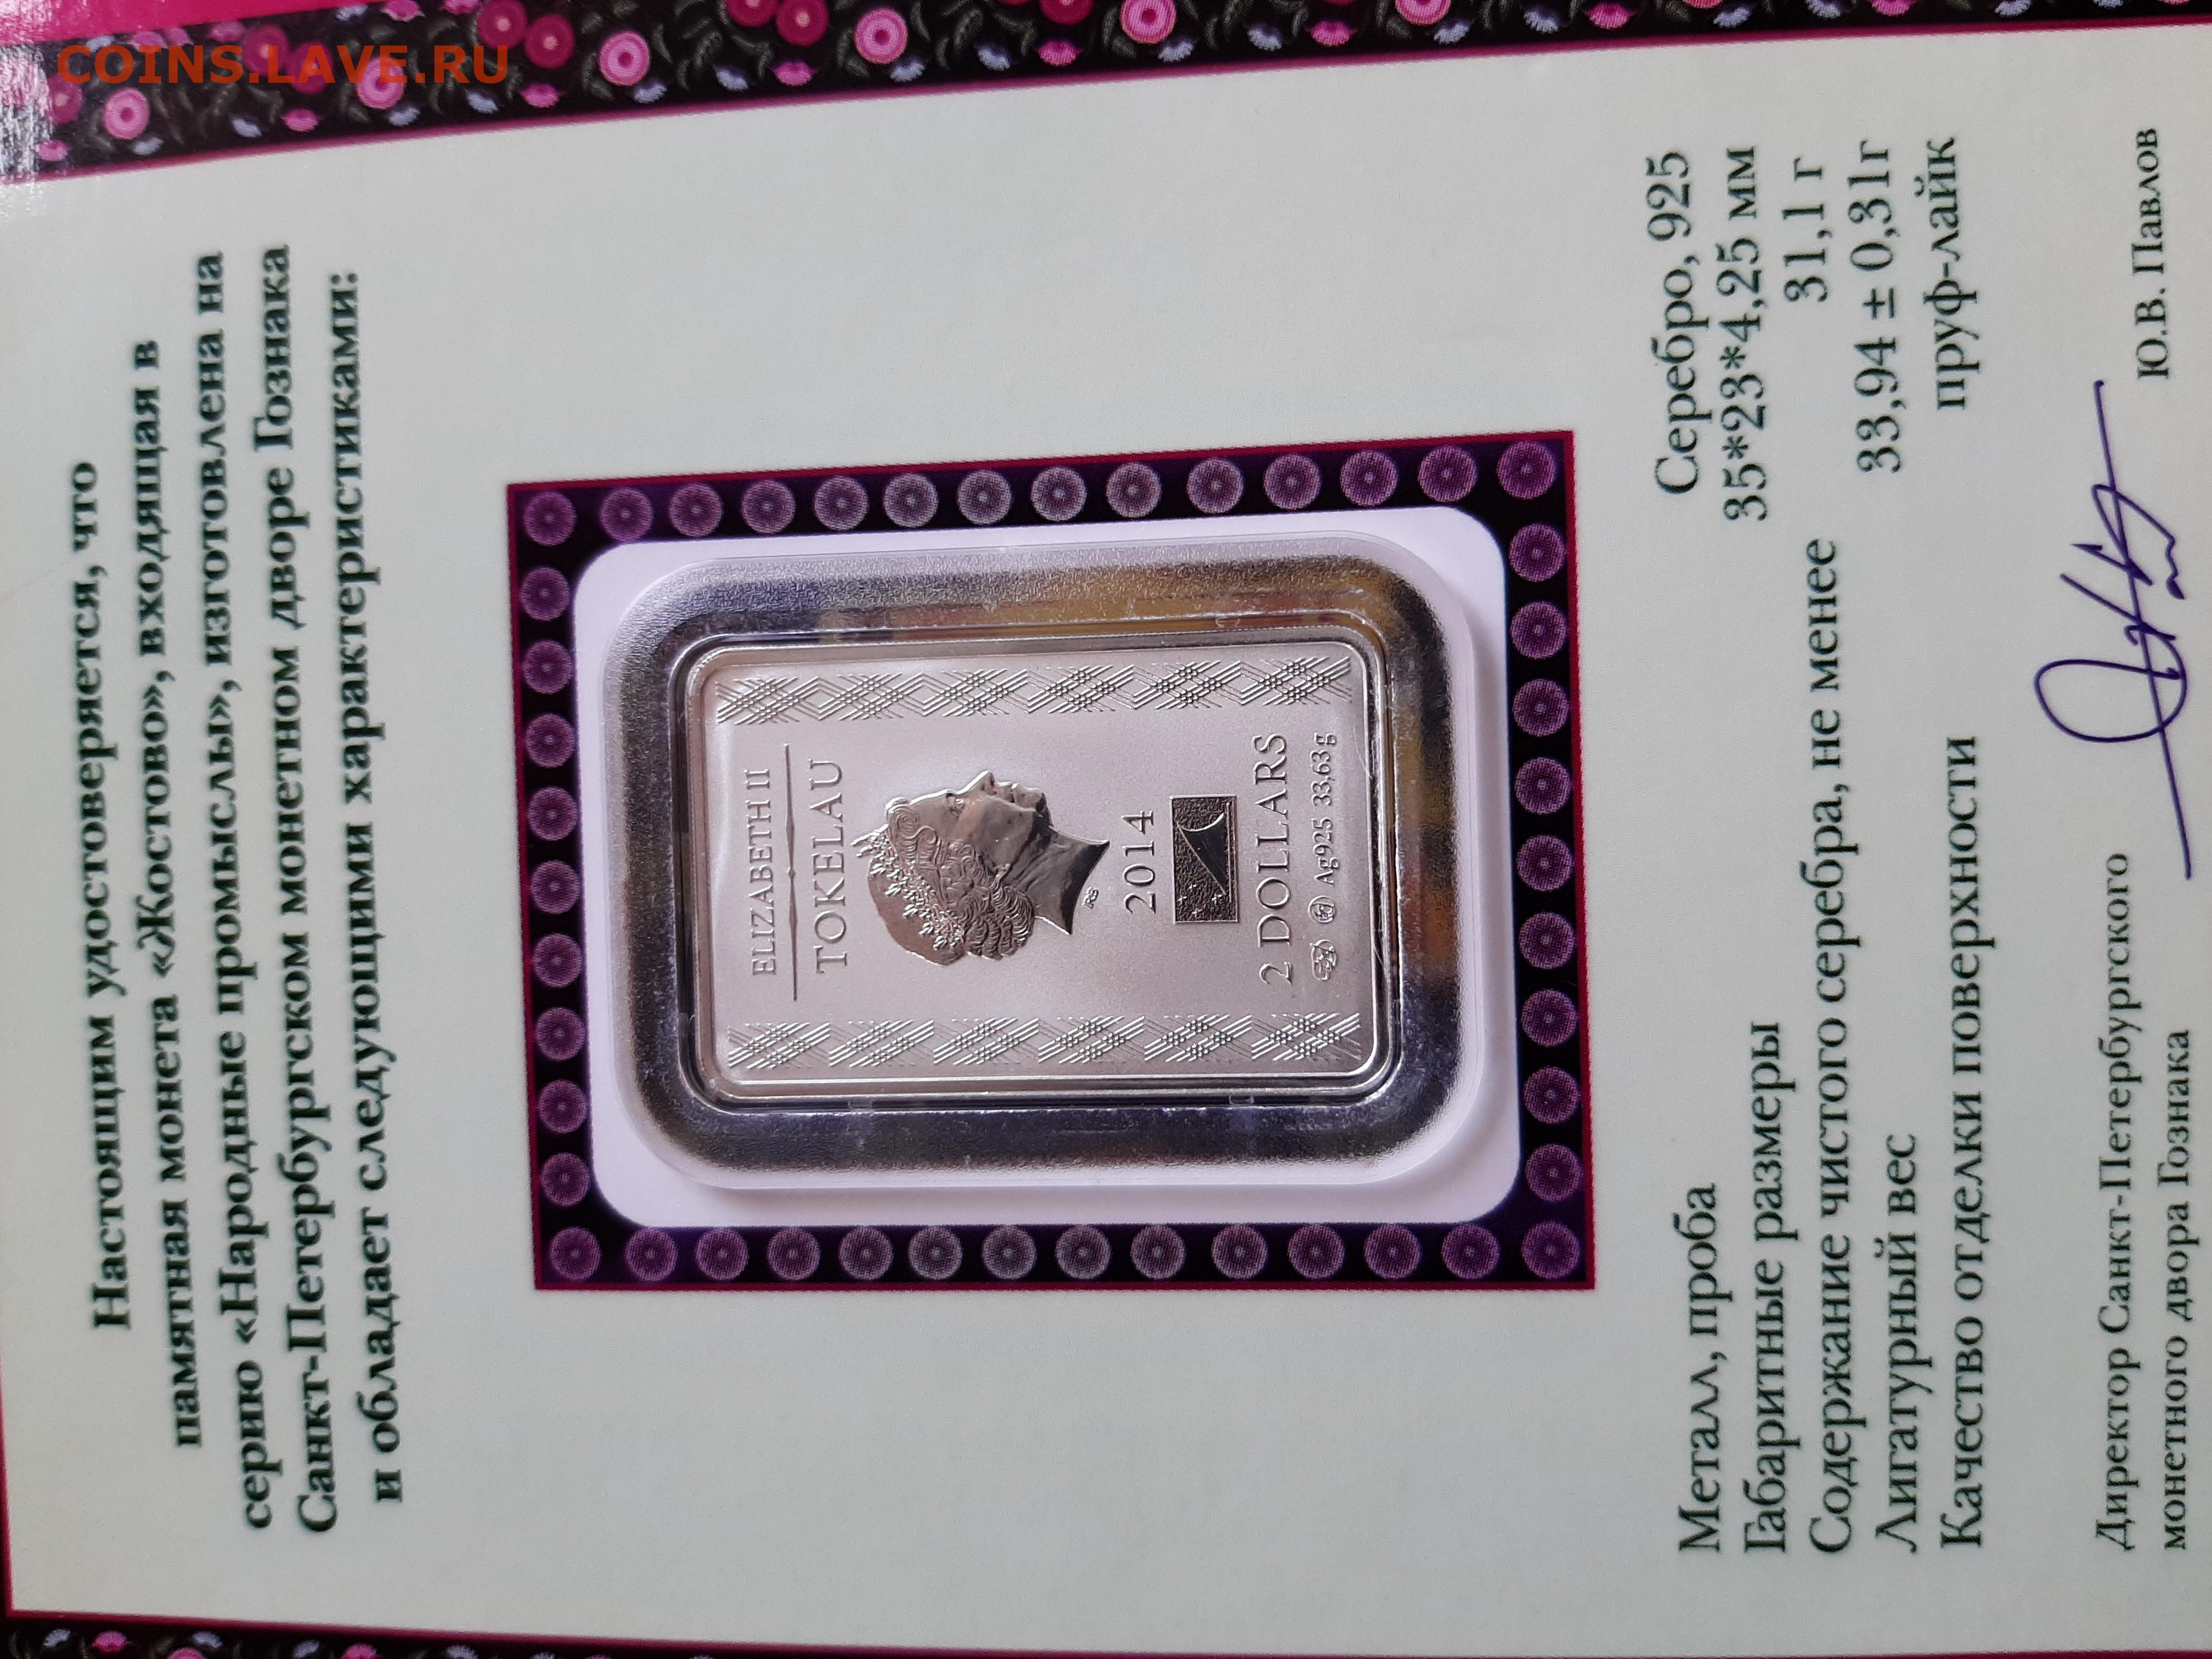 COINS.LAVE.RU
Настоящим удостоверяется, что
памятная монета «Жостово», входящая в
серию «Народные промыслы», изготовлена на
Санкт-Петербургском монетном дворе Гознака
и обладает следующими характеристиками:
ELIZABETH II
TOKELAU
2014
2 DOLLARS
Ag925 33,63g
Металл, проба Серебро, 925
Габаритные размеры 35*23*4,25 мм
Содержание чистого серебра, не менее 31,1 г
Лигатурный вес 33,94 ± 0,31г
Качество отделки поверхности пруф-лайк
Директор Санкт-Петербургского
монетного двора Гознака Ю.В. Павлов